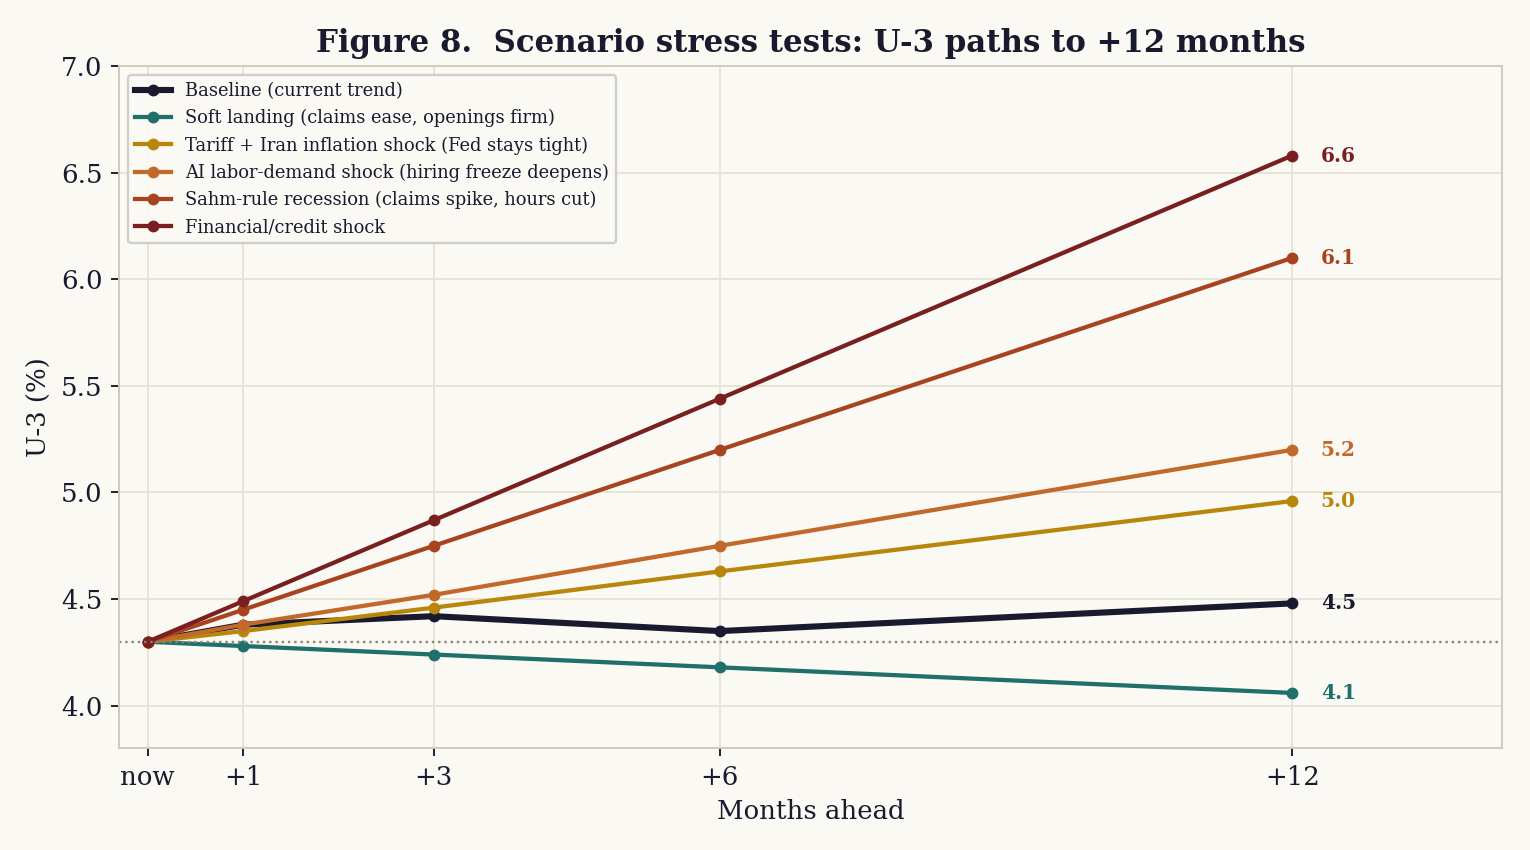 Figure 8.  Scenario stress tests: U-3 paths to +12 months
7.0
6.5
6.0
5.5
5.0
4.5
4.0
U-3 (%)
Baseline (current trend)
Soft landing (claims ease, openings firm)
Tariff + Iran inflation shock (Fed stays tight)
AI labor-demand shock (hiring freeze deepens)
Sahm-rule recession (claims spike, hours cut)
Financial/credit shock
6.6
6.1
5.2
5.0
4.5
4.1
now +1 +3 +6 +12
Months ahead